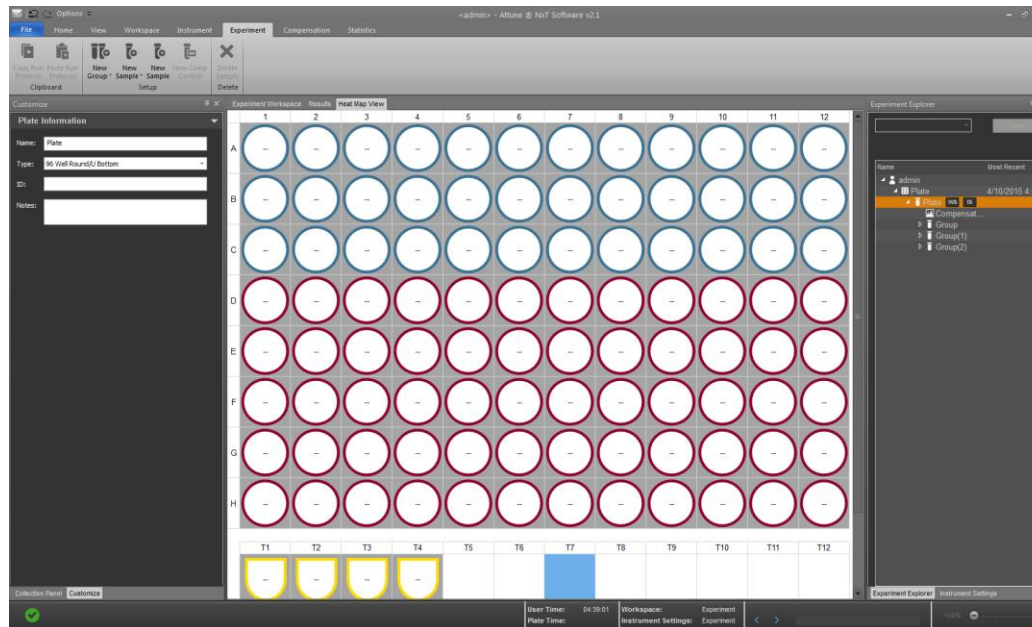 Options
<admin> - Attune ® NxT Software v2.1
File Home View Workspace Instrument Experiment Compensation Statistics
Copy Run Protocol Paste Run Protocol New Group New Sample New Sample New Comp Control Delete Sample
Clipboard Setup Delete
Customize
Experiment Workspace Results Heat Map View
Experiment Explorer
Plate Information
Name: Plate
Type: 96 Well Round/U Bottom
ID:
Notes:
1 2 3 4 5 6 7 8 9 10 11 12
A -- -- -- -- -- -- -- -- -- -- -- --
B -- -- -- -- -- -- -- -- -- -- -- --
C -- -- -- -- -- -- -- -- -- -- -- --
D -- -- -- -- -- -- -- -- -- -- -- --
E -- -- -- -- -- -- -- -- -- -- -- --
F -- -- -- -- -- -- -- -- -- -- -- --
G -- -- -- -- -- -- -- -- -- -- -- --
H -- -- -- -- -- -- -- -- -- -- -- --
T1 T2 T3 T4 T5 T6 T7 T8 T9 T10 T11 T12
-- -- -- --
Name Most Recent
admin
Plate 4/10/2015 4:
Plate WS IS
Compensat...
Group
Group(1)
Group(2)
Collection Panel Customize
Experiment Explorer Instrument Settings
User Time: 04:39:01 Workspace: Experiment
Plate Time: Instrument Settings: Experiment
100%